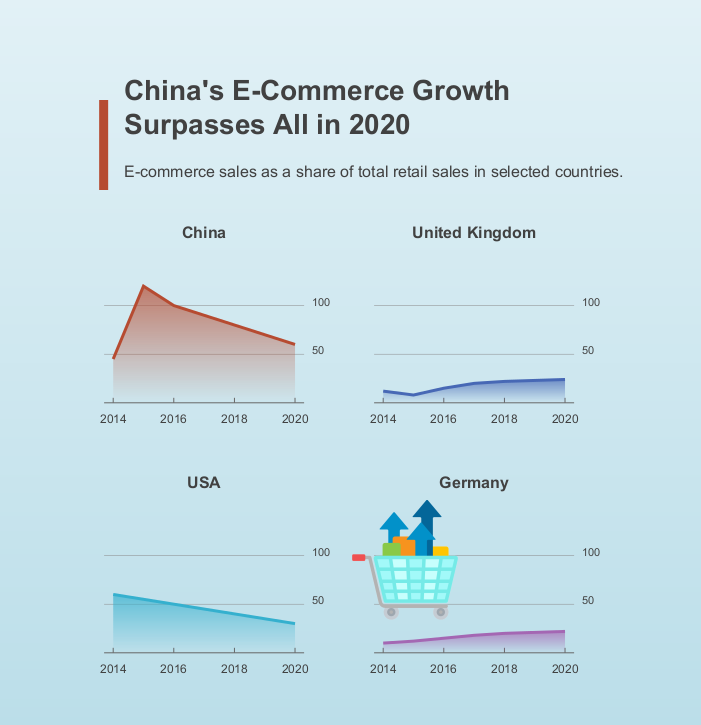 China's E-Commerce Growth
Surpasses All in 2020
E-commerce sales as a share of total retail sales in selected countries.
China
100
50
2014 2016 2018 2020
United Kingdom
100
50
2014 2016 2018 2020
USA
100
50
2014 2016 2018 2020
Germany
100
50
2014 2016 2018 2020